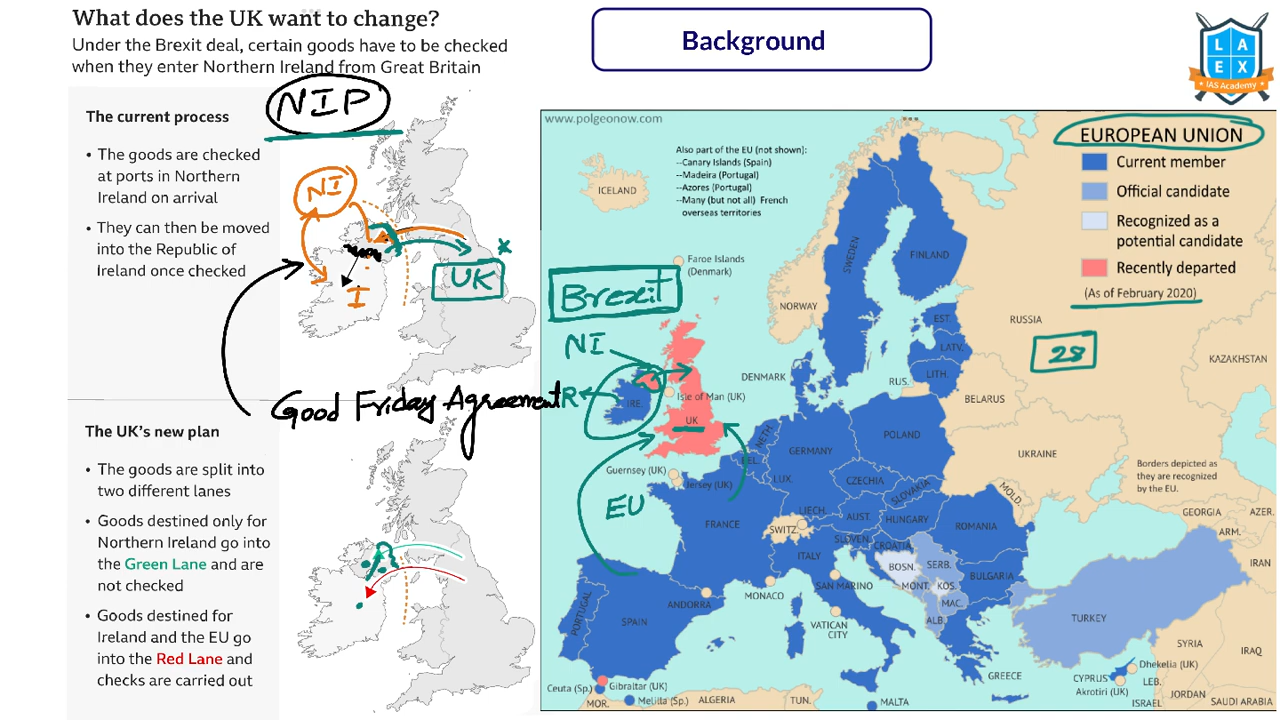 What does the UK want to change?
Under the Brexit deal, certain goods have to be checked
when they enter Northern Ireland from Great Britain
Background
L A
E X
IAS Academy
NIP
The current process
• The goods are checked
at ports in Northern
Ireland on arrival
• They can then be moved
into the Republic of
Ireland once checked
NI
I
UK
Good Friday Agreement
The UK's new plan
• The goods are split into
two different lanes
• Goods destined only for
Northern Ireland go into
the Green Lane and are
not checked
• Goods destined for
Ireland and the EU go
into the Red Lane and
checks are carried out
www.polgeonow.com
Also part of the EU (not shown):
--Canary Islands (Spain)
--Madeira (Portugal)
--Azores (Portugal)
--Many (but not all) French
overseas territories
EUROPEAN UNION
Current member
Official candidate
Recognized as a
potential candidate
Recently departed
(As of February 2020)
28
Brexit
NI
R
EU
ICELAND
Faroe Islands
(Denmark)
SWEDEN
FINLAND
NORWAY
EST.
LATV.
LITH.
RUS.
RUSSIA
KAZAKHSTAN
DENMARK
BELARUS
Isle of Man (UK)
IRE.
UK
NETH.
BEL.
GERMANY
POLAND
UKRAINE
Borders depicted as
they are recognized
by the EU.
Guernsey (UK)
Jersey (UK)
LUX.
CZECHIA
SLOVAKIA
MOLD.
LIECH.
AUST.
HUNGARY
ROMANIA
GEORGIA
AZER.
ARM.
FRANCE
SWITZ.
SLOVEN.
CROATIA
ITALY
BOSN.
SERB.
MONT.
KOS.
BULGARIA
IRAN
SAN MARINO
MAC.
ALB.
ANDORRA
MONACO
VATICAN
CITY
PORTUGAL
SPAIN
TURKEY
SYRIA
IRAQ
GREECE
CYPRUS
Dhekelia (UK)
Akrotiri (UK)
LEB.
ISRAEL
JORDAN
SAUDI ARABIA
Ceuta (Sp.)
Gibraltar (UK)
MOR.
Melilla (Sp.)
ALGERIA
TUN.
MALTA